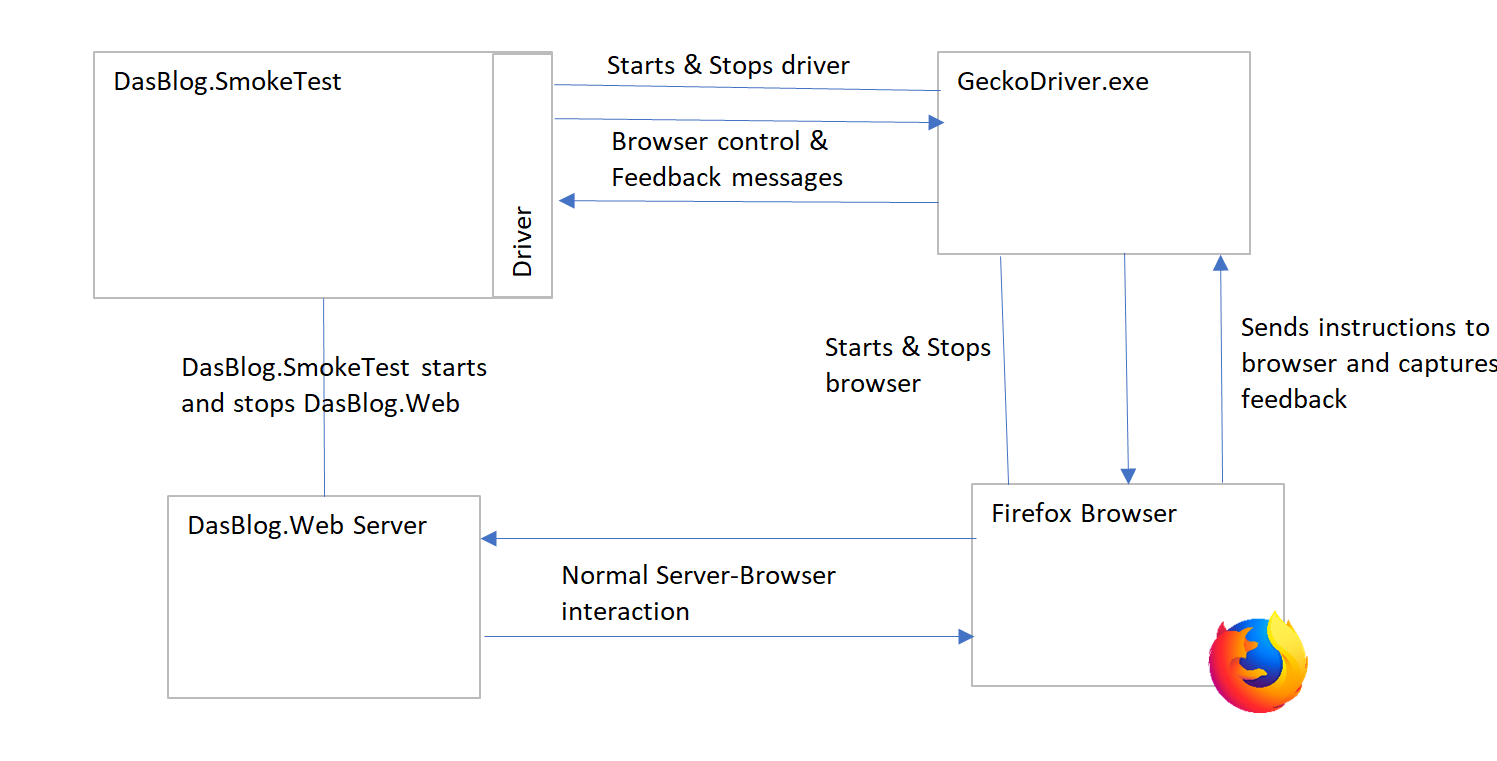 DasBlog.SmokeTest
Driver
Starts & Stops driver
Browser control &
Feedback messages
GeckoDriver.exe
DasBlog.SmokeTest starts
and stops DasBlog.Web
Starts & Stops
browser
Sends instructions to
browser and captures
feedback
DasBlog.Web Server
Normal Server-Browser
interaction
Firefox Browser